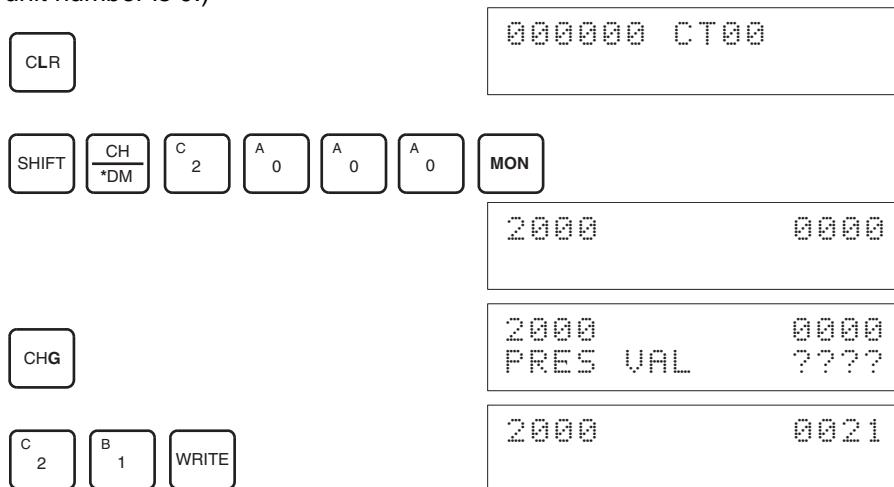 unit number is 0.)
000000 CT00
CLR
SHIFT CH/*DM C 2 A 0 A 0 A 0 MON
2000 0000
CHG
2000 0000
PRES VAL ????
C 2 B 1 WRITE
2000 0021